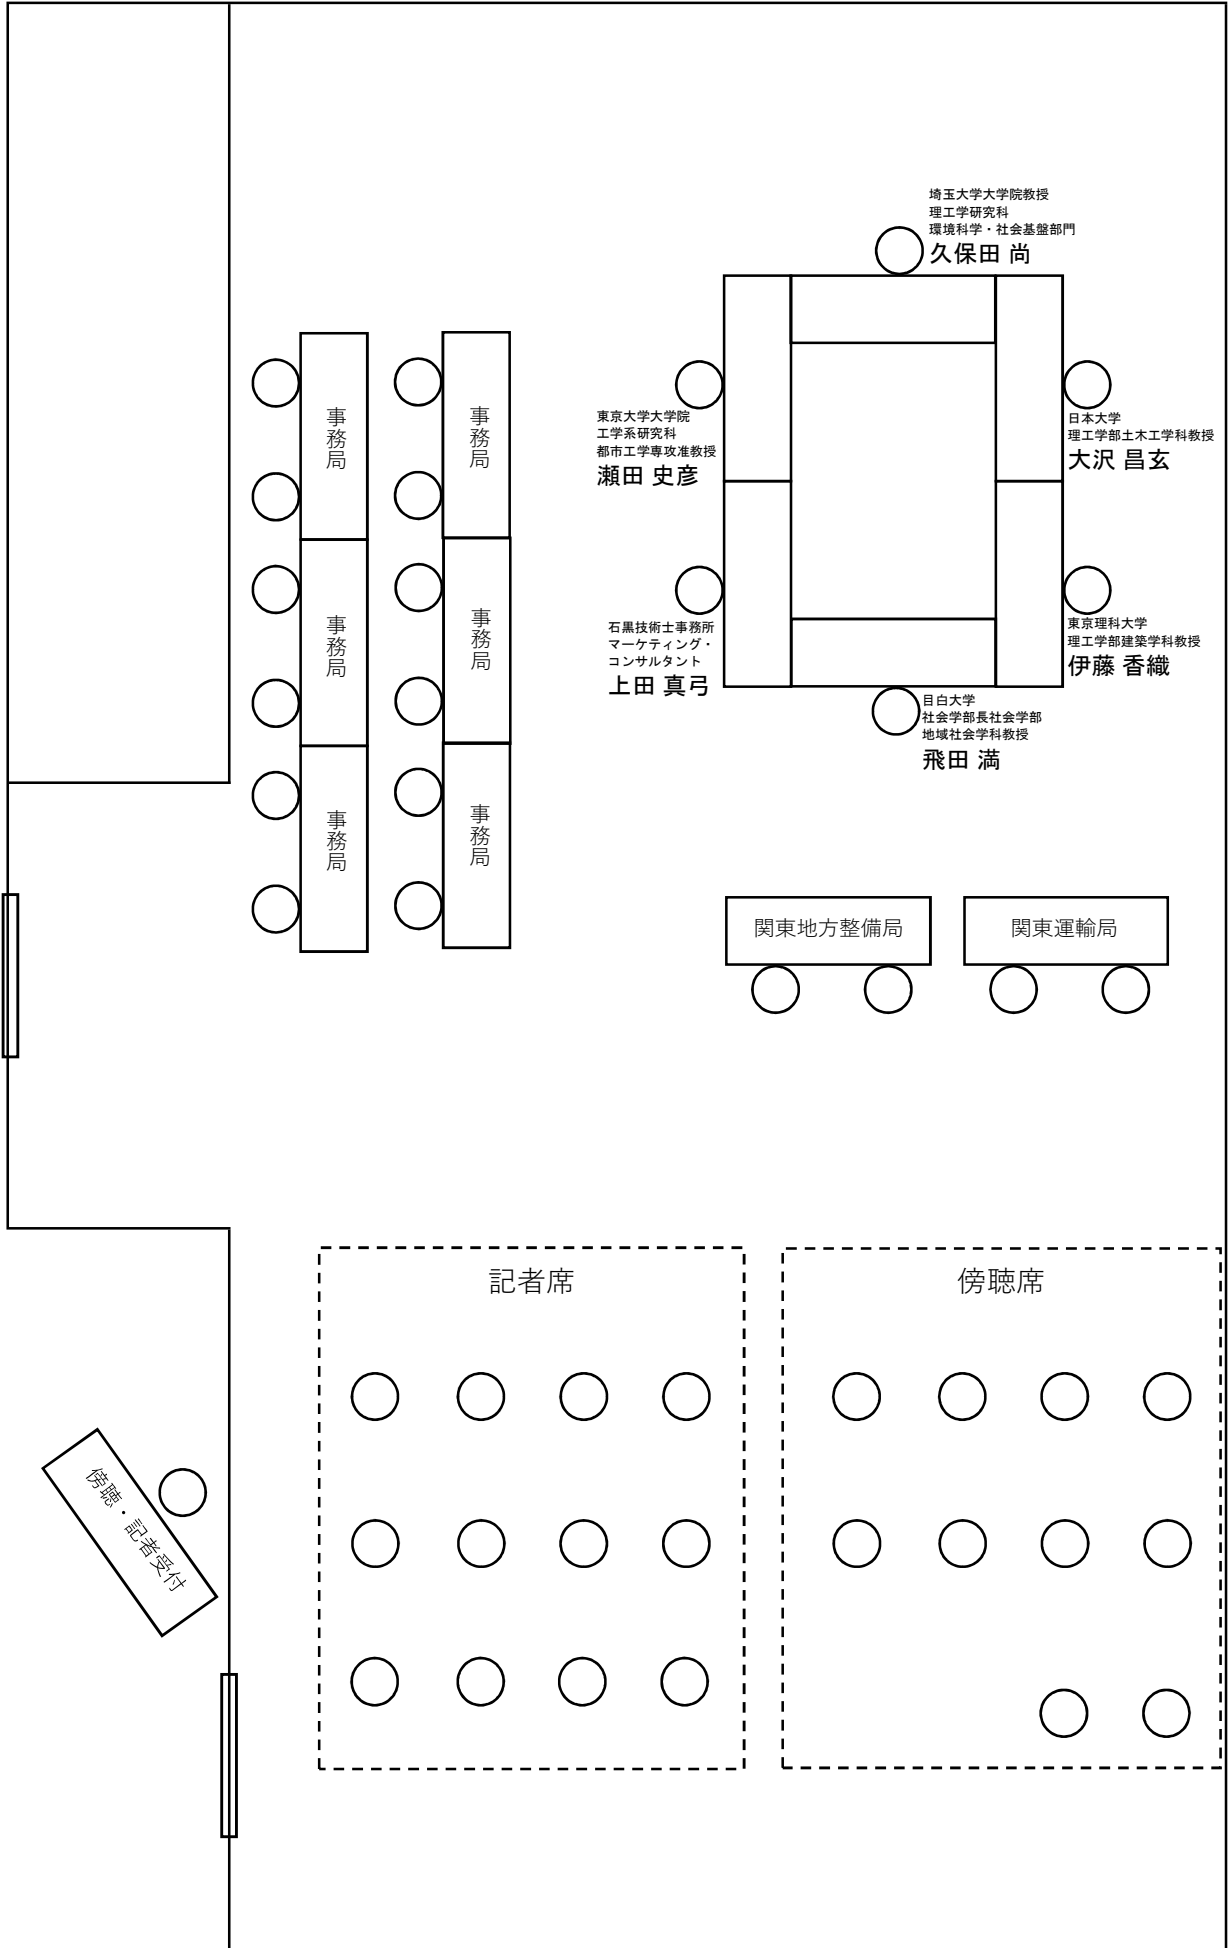 埼玉大学大学院教授
理工学研究科
環境科学・社会基盤部門
久保田 尚
東京大学大学院
工学系研究科
都市工学専攻准教授
瀬田 史彦
日本大学
理工学部土木工学科教授
大沢 昌玄
石黒技術士事務所
マーケティング・
コンサルタント
上田 真弓
東京理科大学
理工学部建築学科教授
伊藤 香織
目白大学
社会学部長社会学部
地域社会学科教授
飛田 満
事務局
事務局
事務局
事務局
事務局
事務局
関東地方整備局
関東運輸局
記者席
傍聴席
傍聴・記者受付